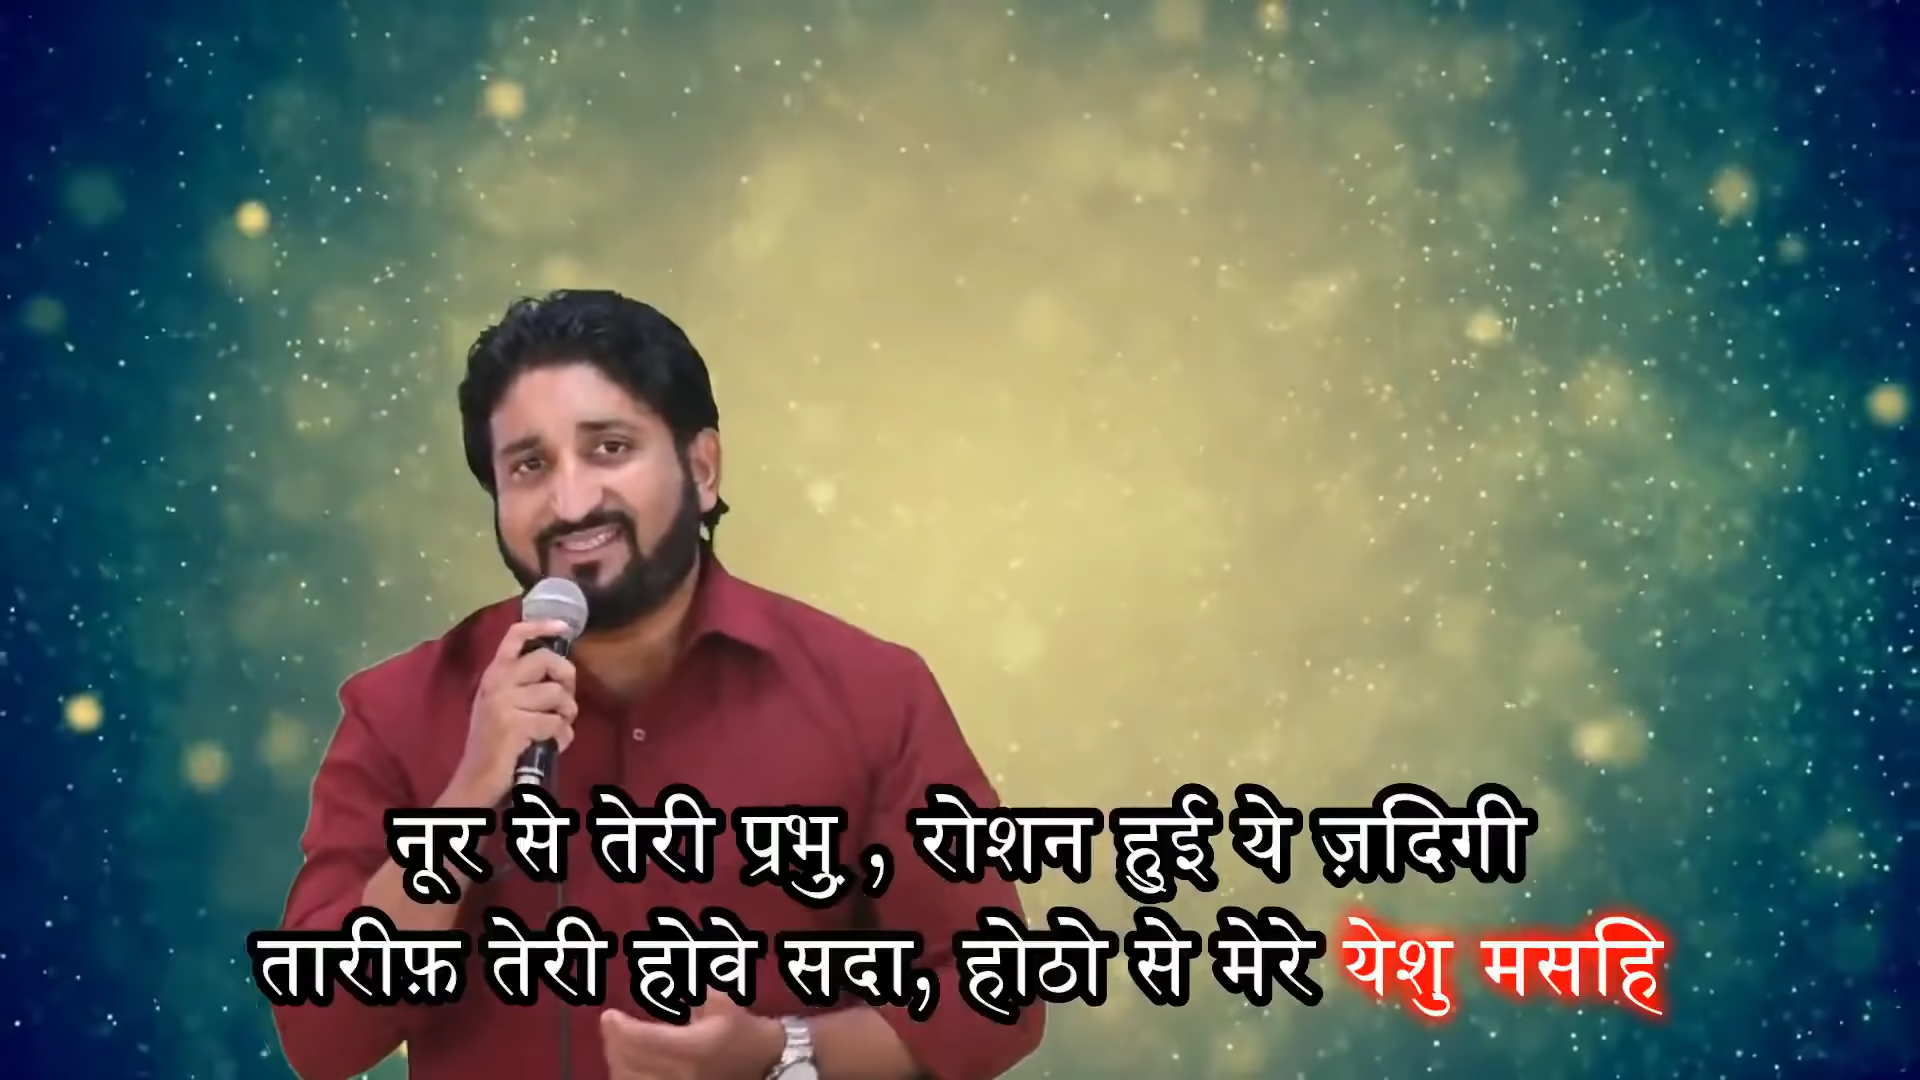 नूर से तेरी प्रभु , रोशन हुई ये ज़दिगी
तारीफ़ तेरी होवे सदा, होठो से मेरे येशु मसहि